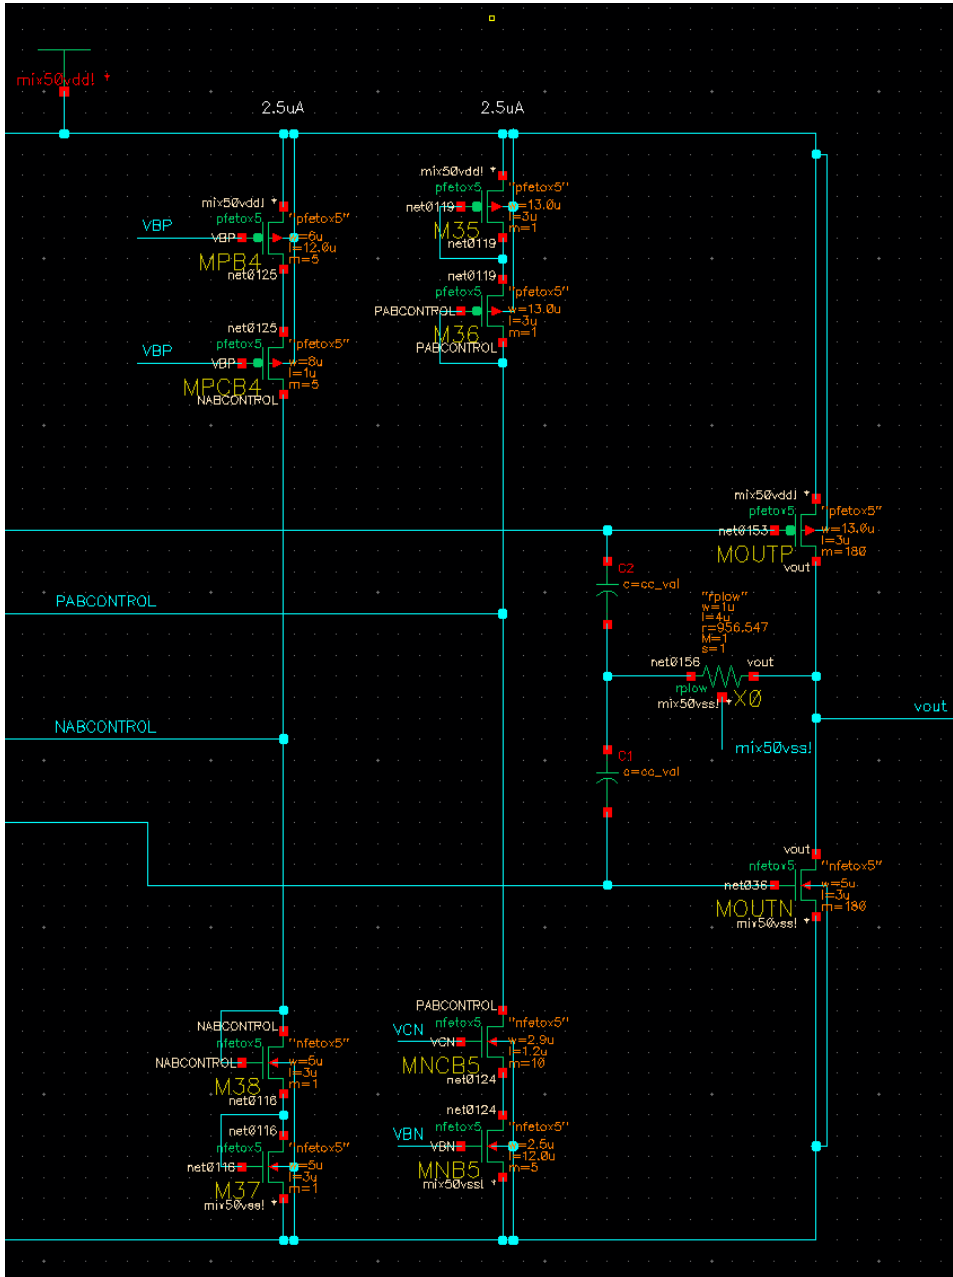 mix50vdd! *
2.5uA
2.5uA
VBP
mix50vdd! *
pfetox5
"pfetox5"
VBP
w=6u
l=12.0u
m=5
MPB4
net0125
VBP
net0125
pfetox5
"pfetox5"
VBP
w=8u
l=1u
m=5
MPCB4
NABCONTROL
mix50vdd! *
pfetox5
"pfetox5"
net0119
w=13.0u
l=3u
m=1
M35
net0119
net0119
pfetox5
"pfetox5"
PABCONTROL
w=13.0u
l=3u
m=1
M36
PABCONTROL
mix50vdd! *
pfetox5
"pfetox5"
net0153
w=13.0u
l=3u
m=180
MOUTP
vout
C2
c=cc_val
PABCONTROL
"rplow"
w=1u
l=4u
r=956.547
M=1
s=1
net0156
vout
rplow
X0
mix50vss! *
mix50vss!
vout
NABCONTROL
C1
c=cc_val
vout
nfetox5
"nfetox5"
net036
w=5u
l=3u
m=180
MOUTN
mix50vss! *
NABCONTROL
nfetox5
"nfetox5"
NABCONTROL
w=5u
l=3u
m=1
M38
net0116
net0116
nfetox5
"nfetox5"
net0116
w=5u
l=3u
m=1
M37
mix50vss! *
PABCONTROL
VCN
nfetox5
"nfetox5"
VCN
w=2.9u
l=1.2u
m=10
MNCB5
net0124
net0124
VBN
nfetox5
"nfetox5"
VBN
w=2.5u
l=12.0u
m=5
MNB5
mix50vss! *